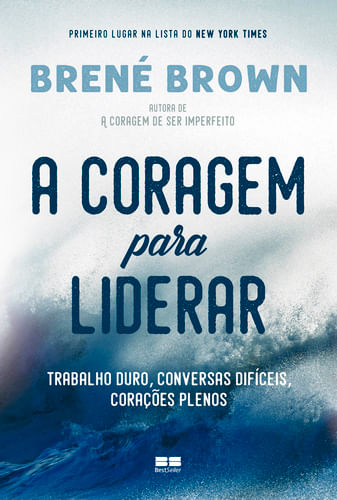 PRIMEIRO LUGAR NA LISTA DO NEW YORK TIMES
BRENÉ BROWN
AUTORA DE
A CORAGEM DE SER IMPERFEITO
A CORAGEM
para
LIDERAR
TRABALHO DURO, CONVERSAS DIFÍCEIS,
CORAÇÕES PLENOS
BestSeller